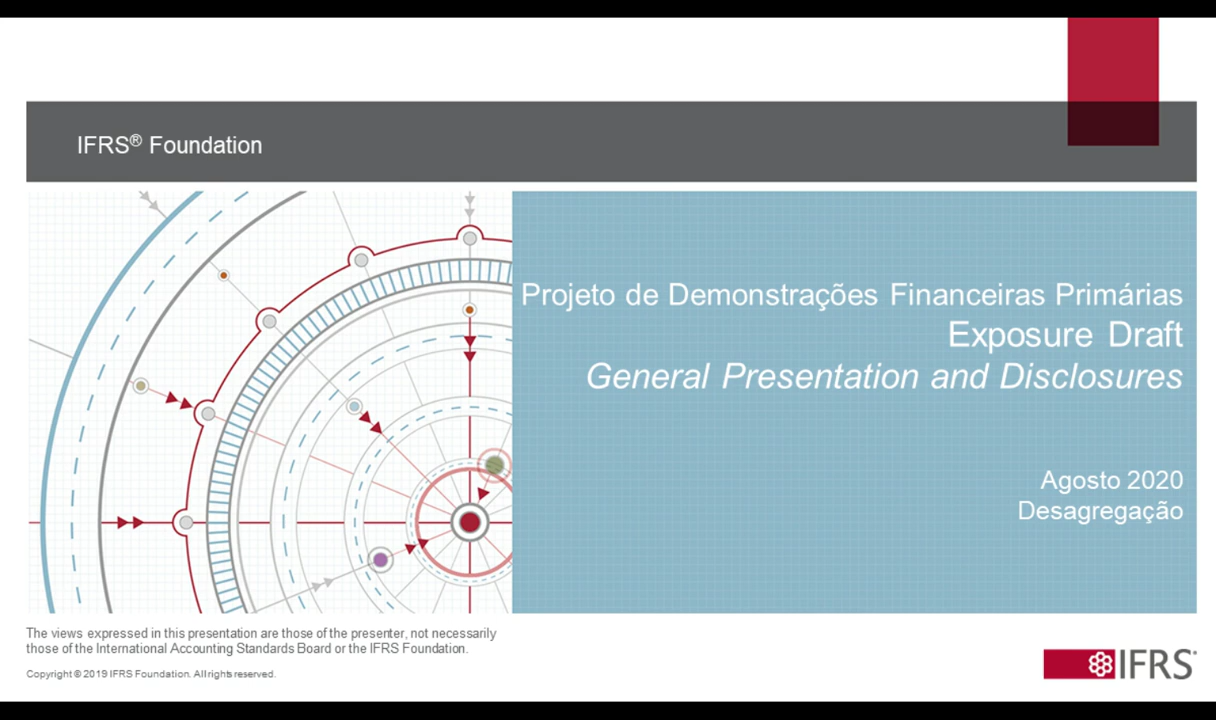 IFRS® Foundation
Projeto de Demonstrações Financeiras Primárias
Exposure Draft
General Presentation and Disclosures
Agosto 2020
Desagregação
The views expressed in this presentation are those of the presenter, not necessarily
those of the International Accounting Standards Board or the IFRS Foundation.
Copyright © 2019 IFRS Foundation. All rights reserved.
IFRS®